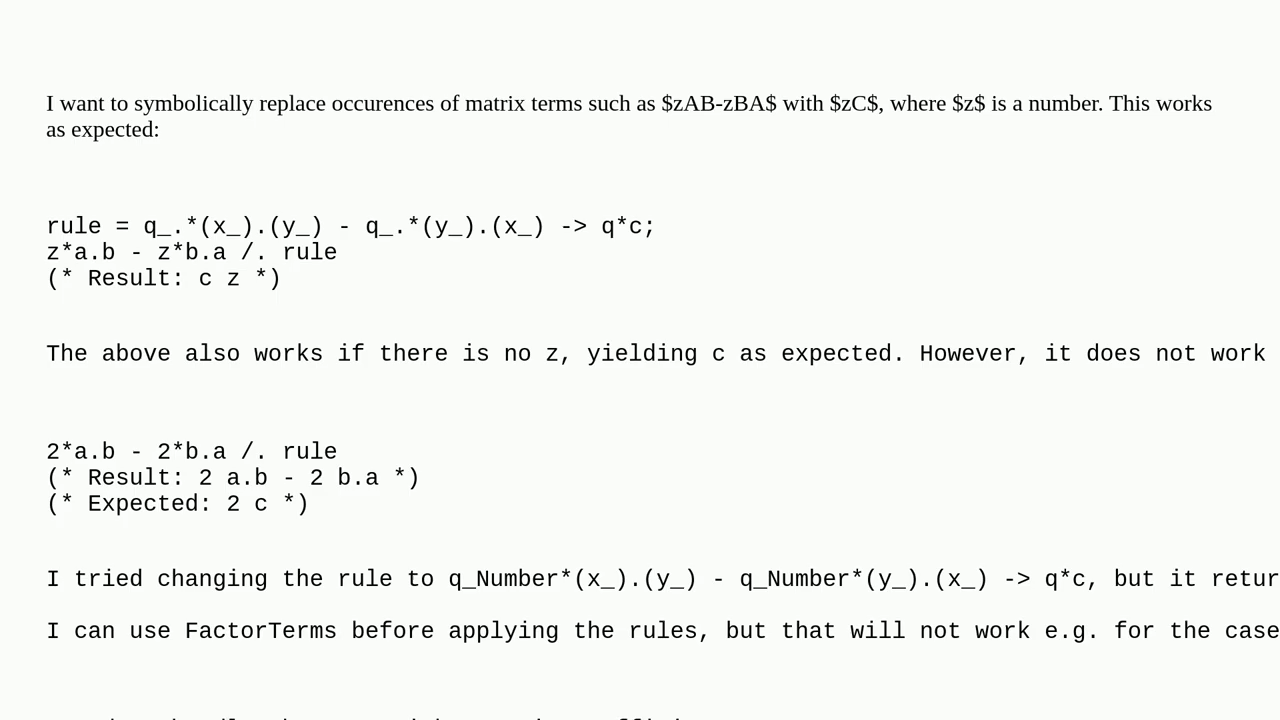 I want to symbolically replace occurences of matrix terms such as $zAB-zBA$ with $zC$, where $z$ is a number. This works
as expected:
rule = q_.*(x_).(y_) - q_.*(y_).(x_) -> q*c;
z*a.b - z*b.a /. rule
(* Result: c z *)
The above also works if there is no z, yielding c as expected. However, it does not work
2*a.b - 2*b.a /. rule
(* Result: 2 a.b - 2 b.a *)
(* Expected: 2 c *)
I tried changing the rule to q_Number*(x_).(y_) - q_Number*(y_).(x_) -> q*c, but it retur
I can use FactorTerms before applying the rules, but that will not work e.g. for the case